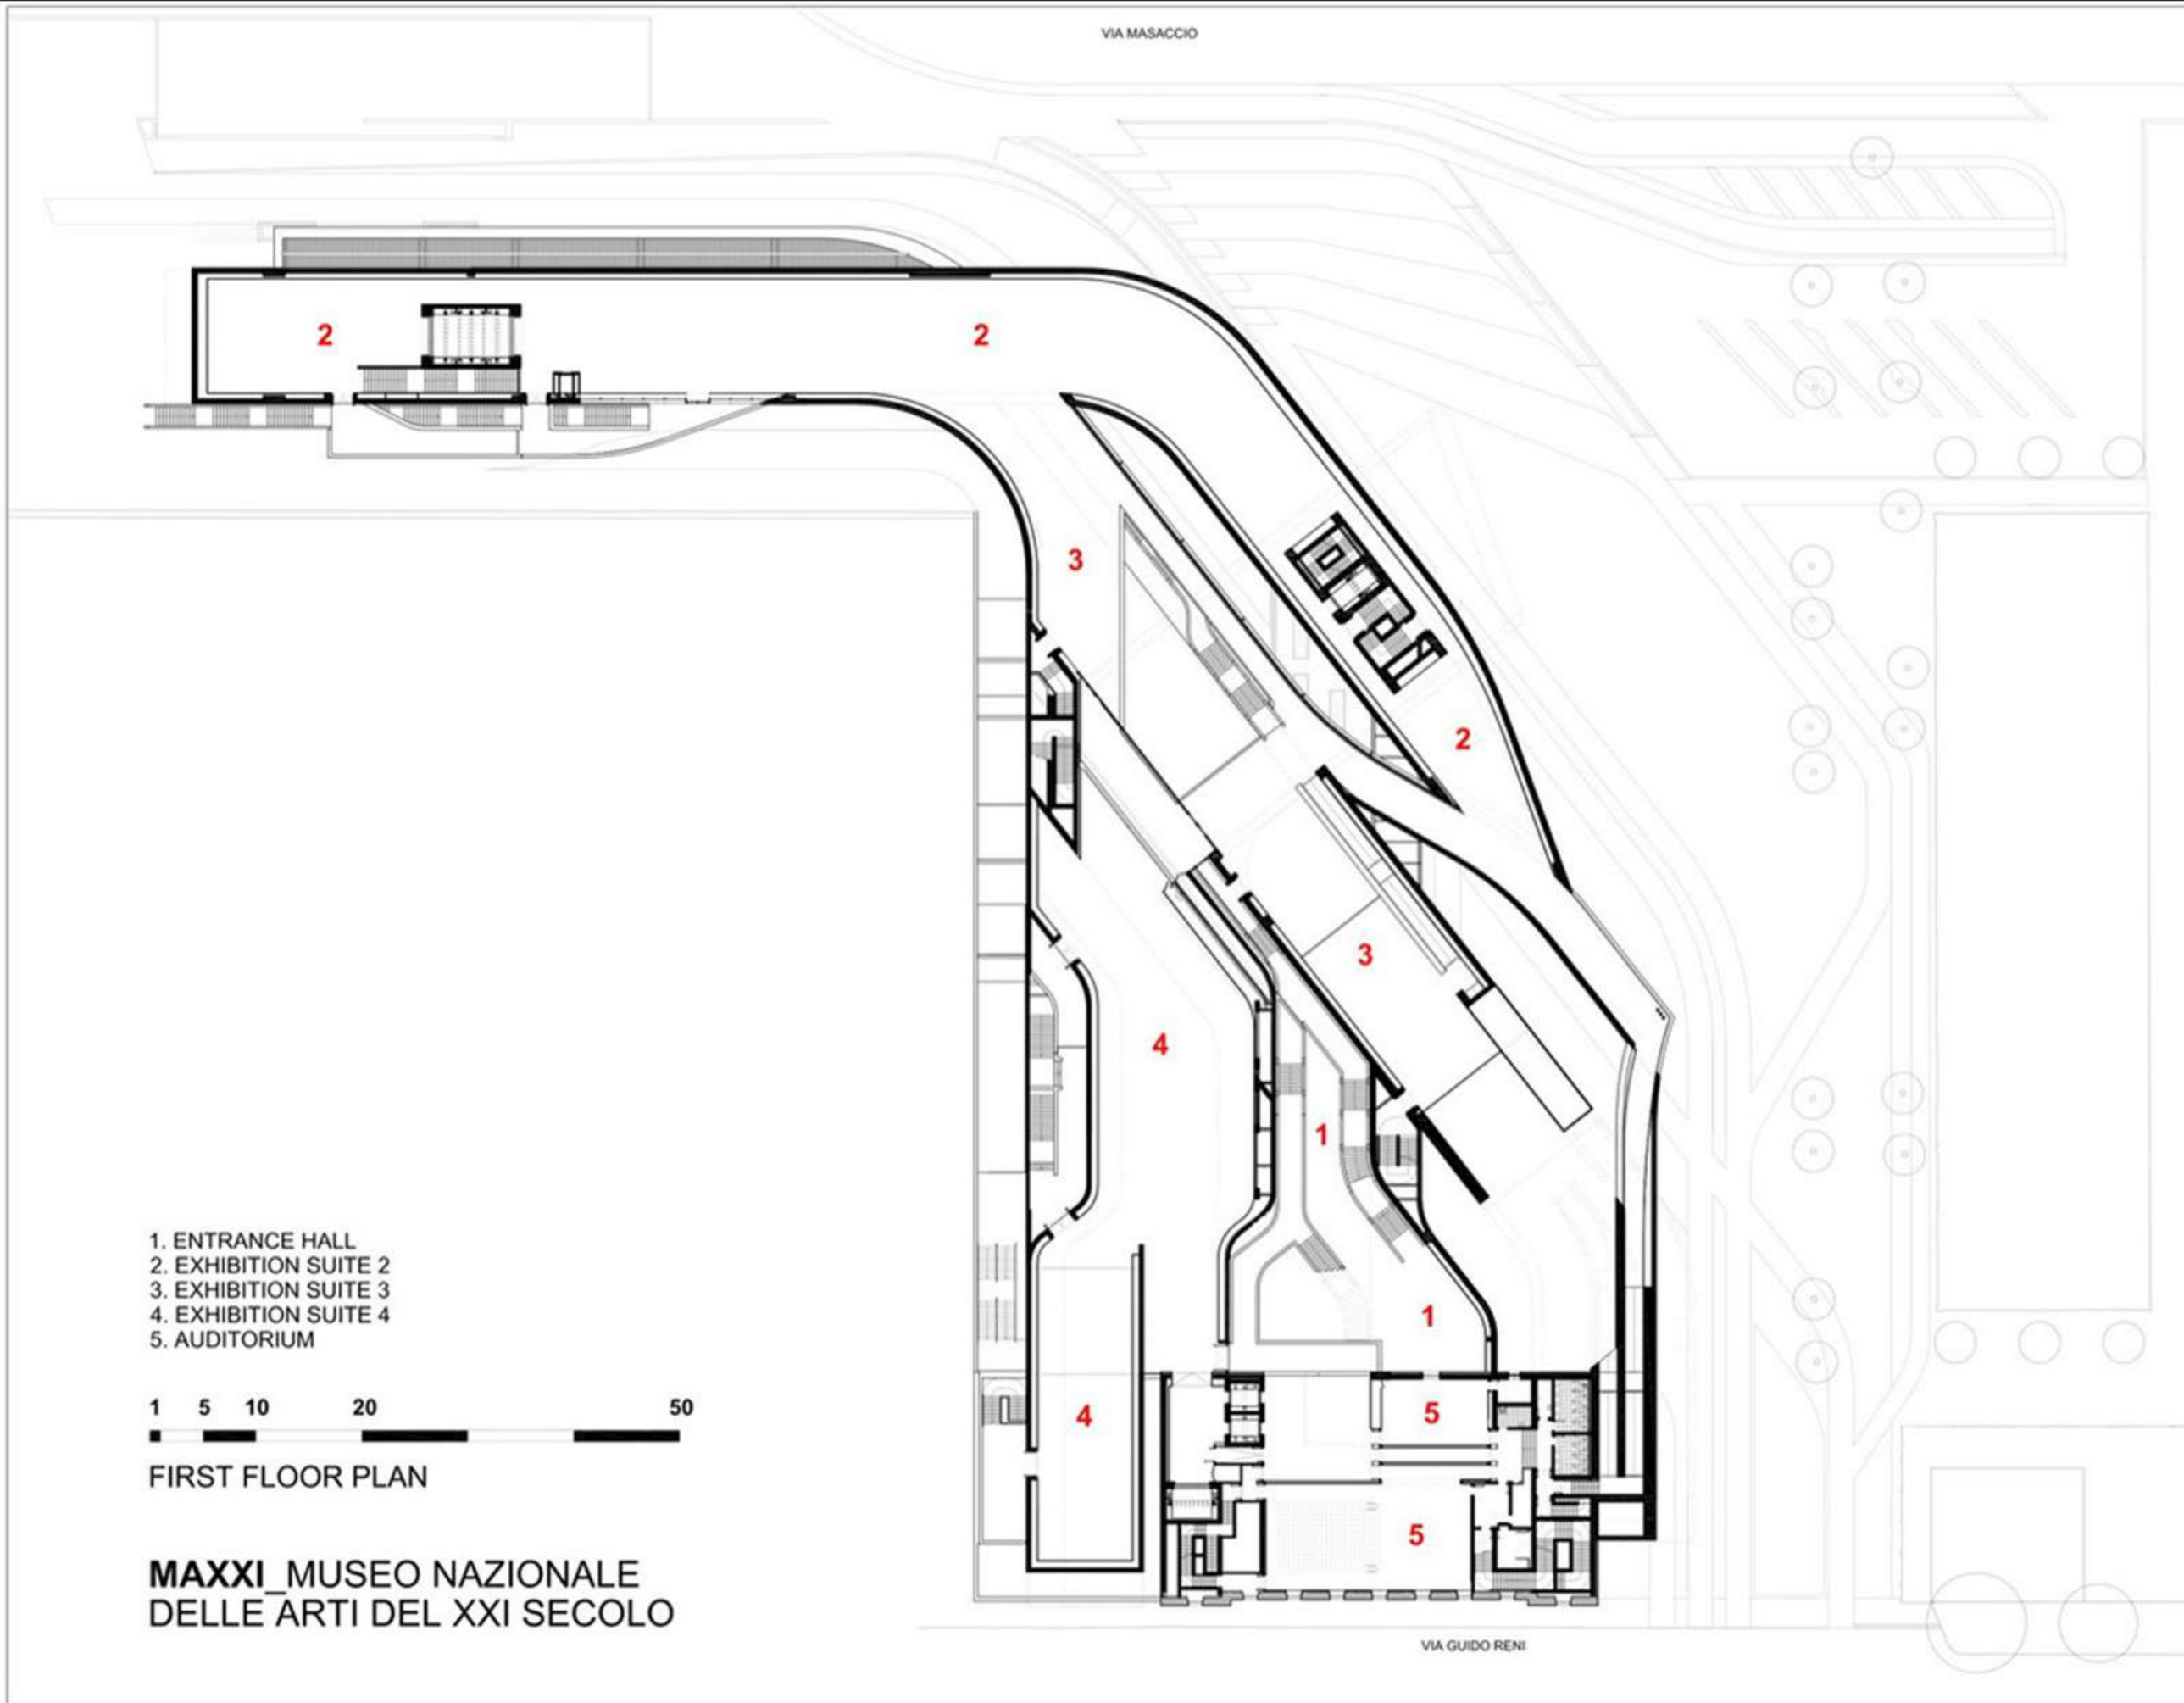 VIA MASACCIO
2
2
3
2
3
4
1
1
1. ENTRANCE HALL
2. EXHIBITION SUITE 2
3. EXHIBITION SUITE 3
4. EXHIBITION SUITE 4
5. AUDITORIUM
1 5 10 20 50
4
5
FIRST FLOOR PLAN
5
MAXXI_MUSEO NAZIONALE
DELLE ARTI DEL XXI SECOLO
VIA GUIDO RENI